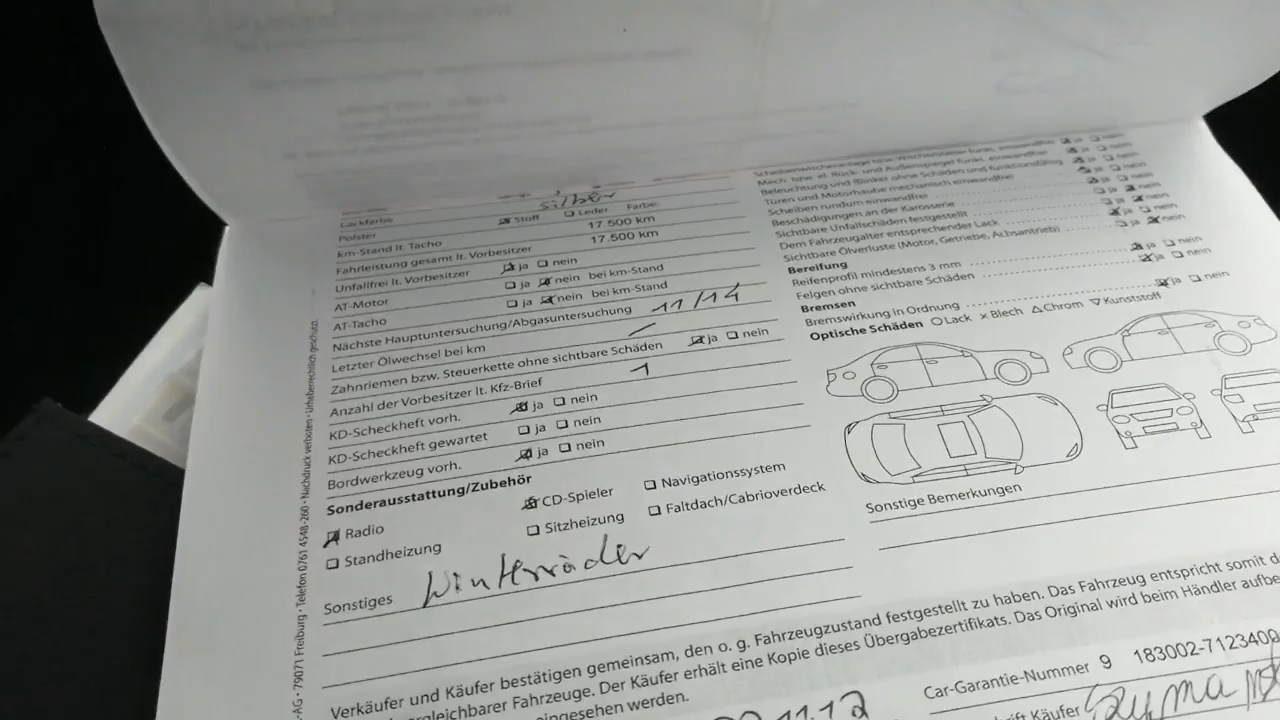 Lackfarbe silber
Polster Stoff Leder Farbe:
km-Stand lt. Tacho 17.500 km
Fahrleistung gesamt lt. Vorbesitzer 17.500 km
Unfallfrei lt. Vorbesitzer ja nein
AT-Motor ja nein bei km-Stand
AT-Tacho ja nein bei km-Stand
Nächste Hauptuntersuchung/Abgasuntersuchung 11/14
Letzter Ölwechsel bei km
Zahnriemen bzw. Steuerkette ohne sichtbare Schäden ja nein
Anzahl der Vorbesitzer lt. Kfz-Brief 1
KD-Scheckheft vorh. ja nein
KD-Scheckheft gewartet ja nein
Bordwerkzeug vorh. ja nein
Sonderausstattung/Zubehör
Radio CD-Spieler Navigationssystem
Standheizung Sitzheizung Faltdach/Cabrioverdeck
Sonstiges Winterräder
Beleuchtung und Blinker ohne Schäden und funktionsfähig ja nein
Türen und Motorhaube mechanisch einwandfrei ja nein
Scheiben rundum einwandfrei ja nein
Beschädigungen an der Karosserie ja nein
Sichtbare Unfallschäden festgestellt ja nein
Dem Fahrzeugalter entsprechender Lack ja nein
Sichtbare Ölverluste (Motor, Getriebe, Achsantrieb) ja nein
Bereifung
Reifenprofil mindestens 3 mm ja nein
Felgen ohne sichtbare Schäden ja nein
Bremsen
Bremswirkung in Ordnung ja nein
Optische Schäden Lack Blech Chrom Kunststoff
Sonstige Bemerkungen
Verkäufer und Käufer bestätigen gemeinsam, den o. g. Fahrzeugzustand festgestellt zu haben. Das Fahrzeug entspricht somit d
vergleichbarer Fahrzeuge. Der Käufer erhält eine Kopie dieses Übergabezertifikats. Das Original wird beim Händler aufbe
eingesehen werden.
Car-Garantie-Nummer 9 183002-7123409
rift Käufer
-AG • 79071 Freiburg • Telefon 0761 4548-260 • Nachdruck verboten • Urheberrechtlich geschützt.